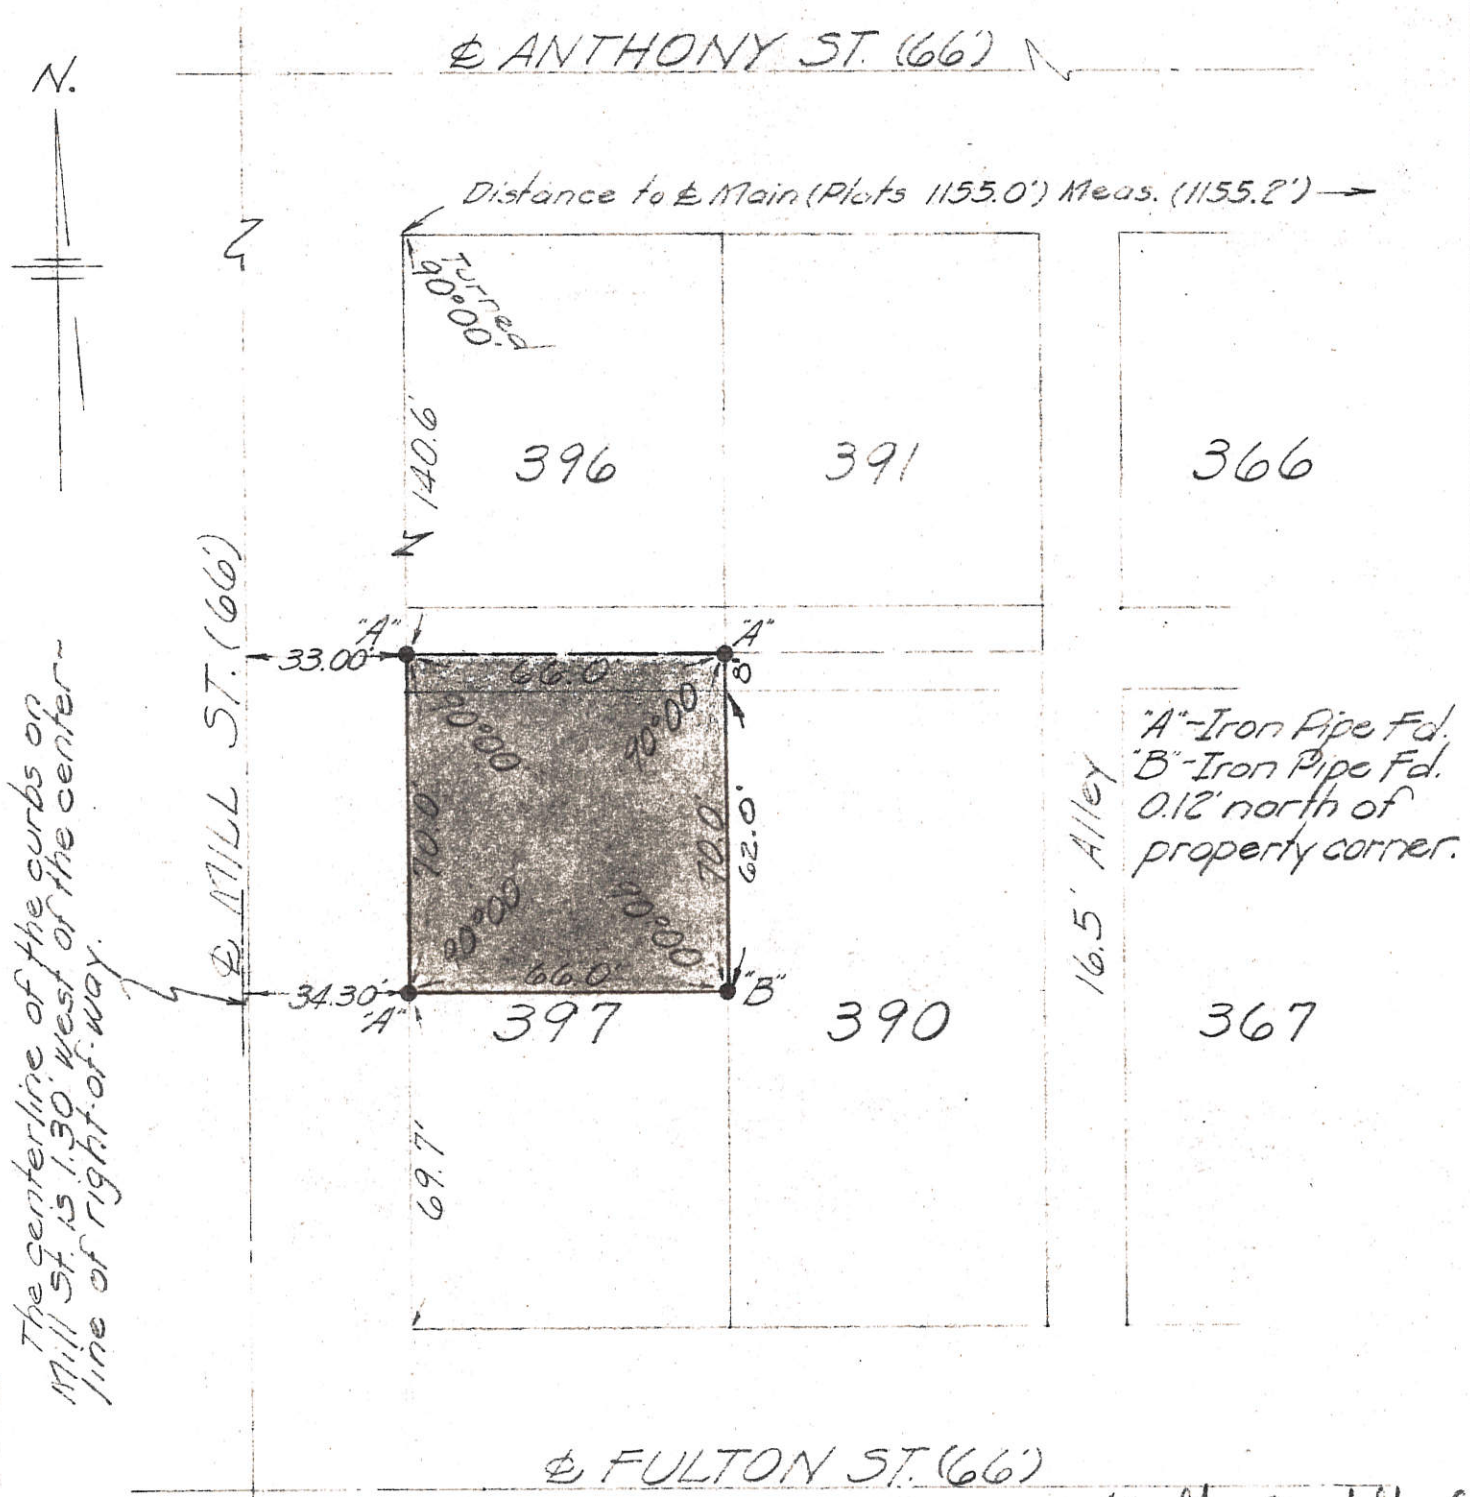 ℄ ANTHONY ST. (66')
N.
Distance to ℄ Main (Plats 1155.0') Meas. (1155.2')
Turned
90°00'
140.6'
396
391
366
℄ MILL ST. (66')
"A"
"A"
33.00'
66.0'
8'
90°00'
90°00'
70.0'
70.0'
62.0'
90°00'
90°00'
66.0'
34.30'
"A"
"B"
397
390
367
"A"-Iron Pipe Fd.
"B"-Iron Pipe Fd.
0.12' north of
property corner.
16.5' Alley
69.7'
The centerline of the curbs on
Mill St. is 1.30' west of the center-
line of right-of-way.
℄ FULTON ST. (66')